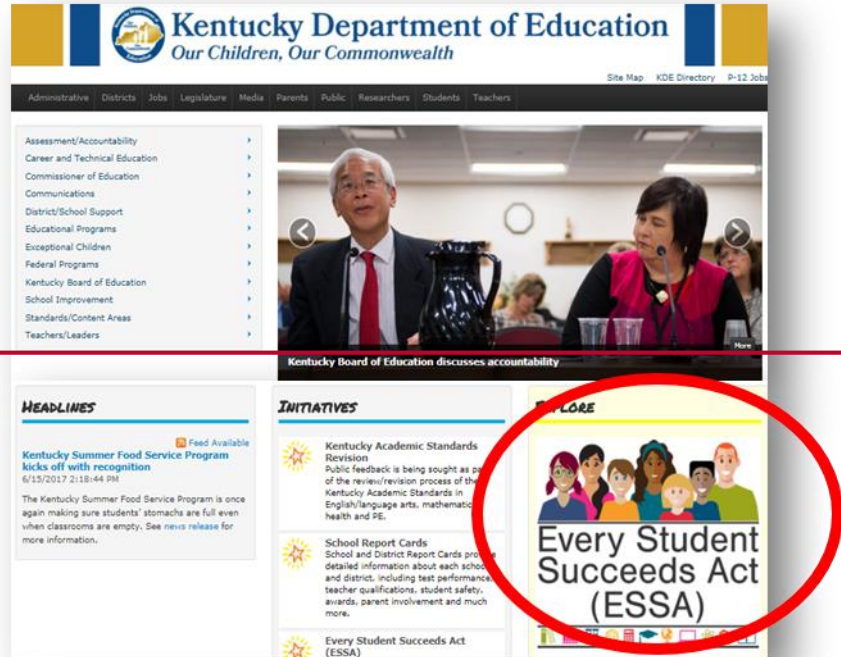 Kentucky Department of Education
Our Children, Our Commonwealth
Site Map KDE Directory P-12 Jobs
Administrative Districts Jobs Legislature Media Parents Public Researchers Students Teachers
Assessment/Accountability
Career and Technical Education
Commissioner of Education
Communications
District/School Support
Educational Programs
Exceptional Children
Federal Programs
Kentucky Board of Education
School Improvement
Standards/Content Areas
Teachers/Leaders
More
Kentucky Board of Education discusses accountability
HEADLINES
Feed Available
Kentucky Summer Food Service Program
kicks off with recognition
6/15/2017 2:18:44 PM
The Kentucky Summer Food Service Program is once
again making sure students' stomachs are full even
when classrooms are empty. See news release for
more information.
INITIATIVES
Kentucky Academic Standards
Revision
Public feedback is being sought as
of the review/revision process of the
Kentucky Academic Standards in
English/language arts,
health and PE.
School Report Cards
School and District Report Cards
detailed information about each
and district, including test performance,
teacher qualifications, student safety,
awards, parent involvement and much
more.
Every Student Succeeds Act
(ESSA)
Every Student
Succeeds Act
(ESSA)